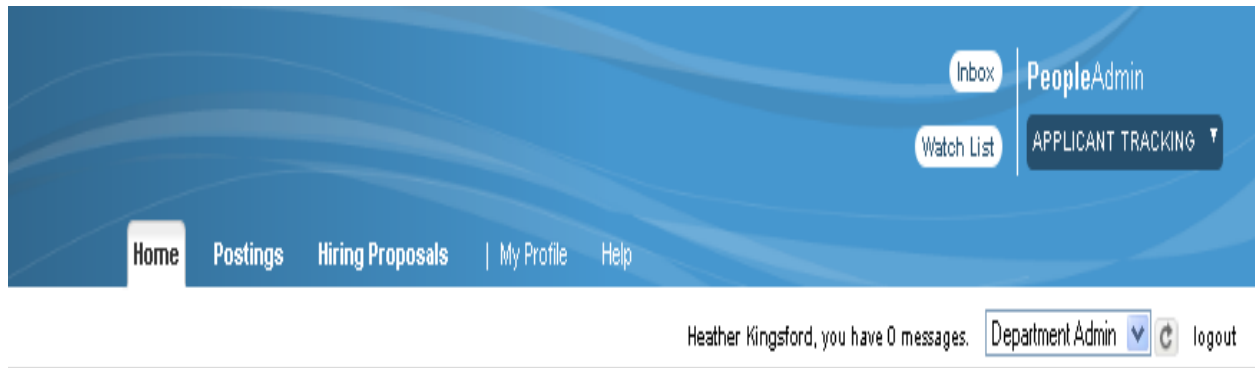 Inbox
PeopleAdmin
Watch List
APPLICANT TRACKING
Home Postings Hiring Proposals | My Profile Help
Heather Kingsford, you have 0 messages. Department Admin logout